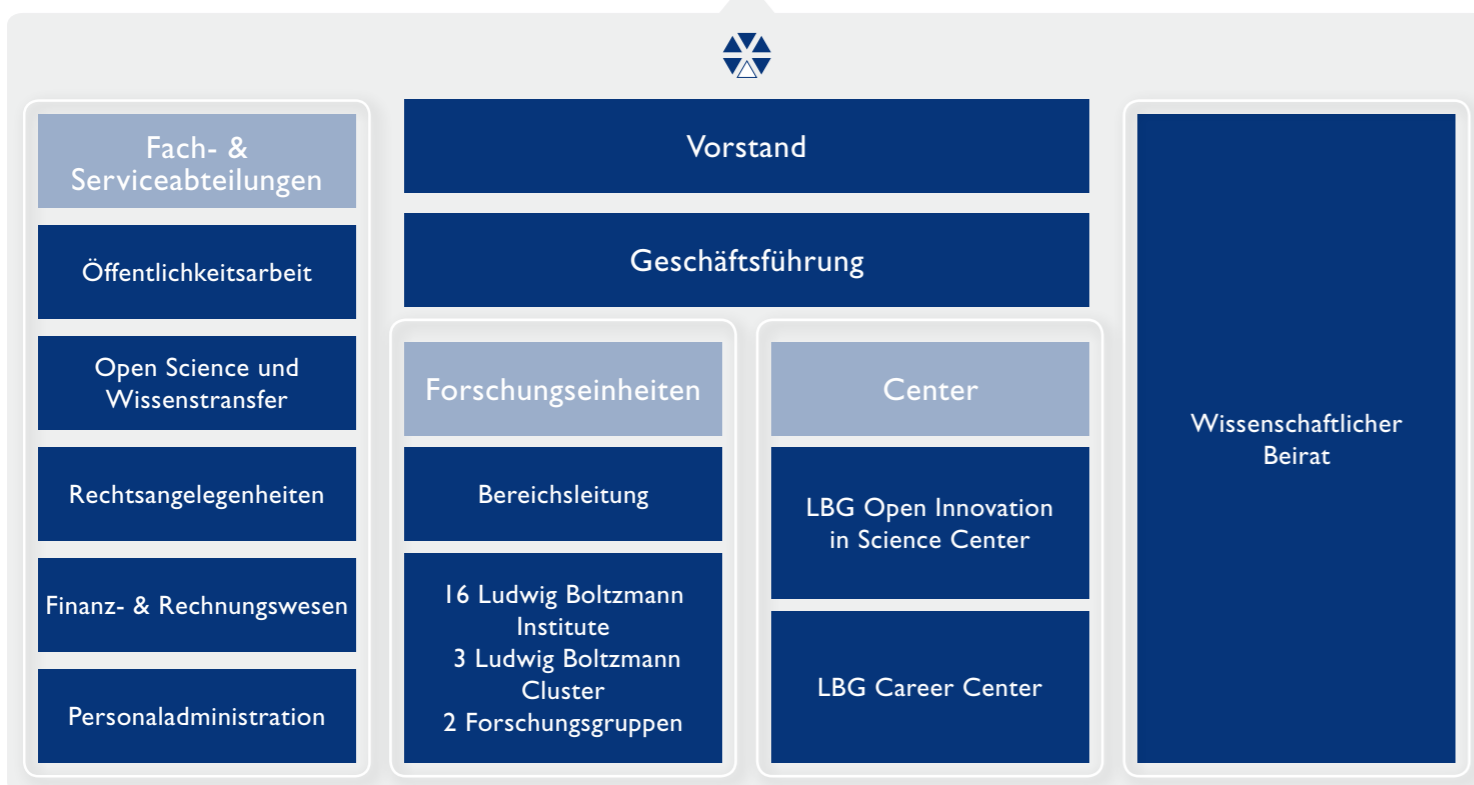 Fach- &
Serviceabteilungen
Öffentlichkeitsarbeit
Open Science und
Wissenstransfer
Rechtsangelegenheiten
Finanz- & Rechnungswesen
Personaladministration
Vorstand
Geschäftsführung
Forschungseinheiten
Bereichsleitung
16 Ludwig Boltzmann
Institute
3 Ludwig Boltzmann
Cluster
2 Forschungsgruppen
Center
LBG Open Innovation
in Science Center
LBG Career Center
Wissenschaftlicher
Beirat